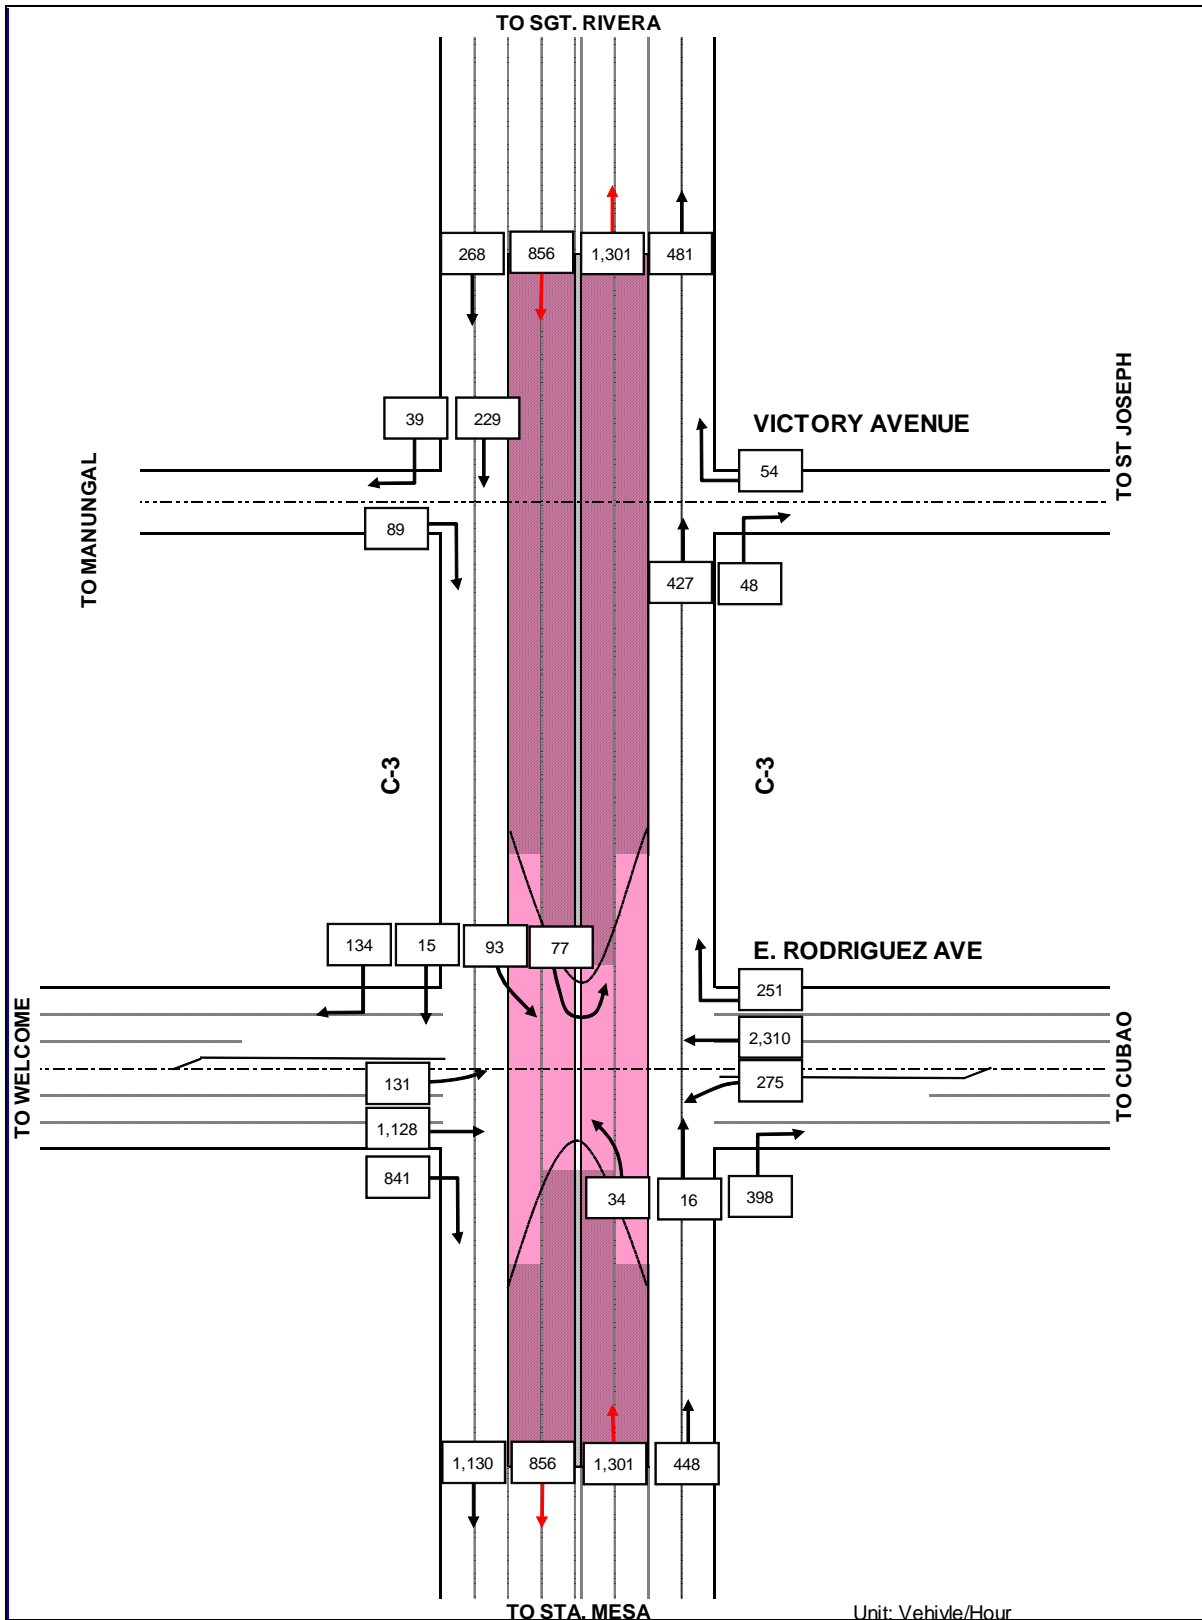 TO SGT. RIVERA
268 856 1,301 481
39 229
VICTORY AVENUE
TO ST JOSEPH
54
TO MANUNGAL
89
427 48
C-3
C-3
134 15 93 77
E. RODRIGUEZ AVE
251
2,310
275
TO WELCOME
TO CUBAO
131
1,128
841
34 16 398
1,130 856 1,301 448
TO STA. MESA
Unit: Vehivle/Hour